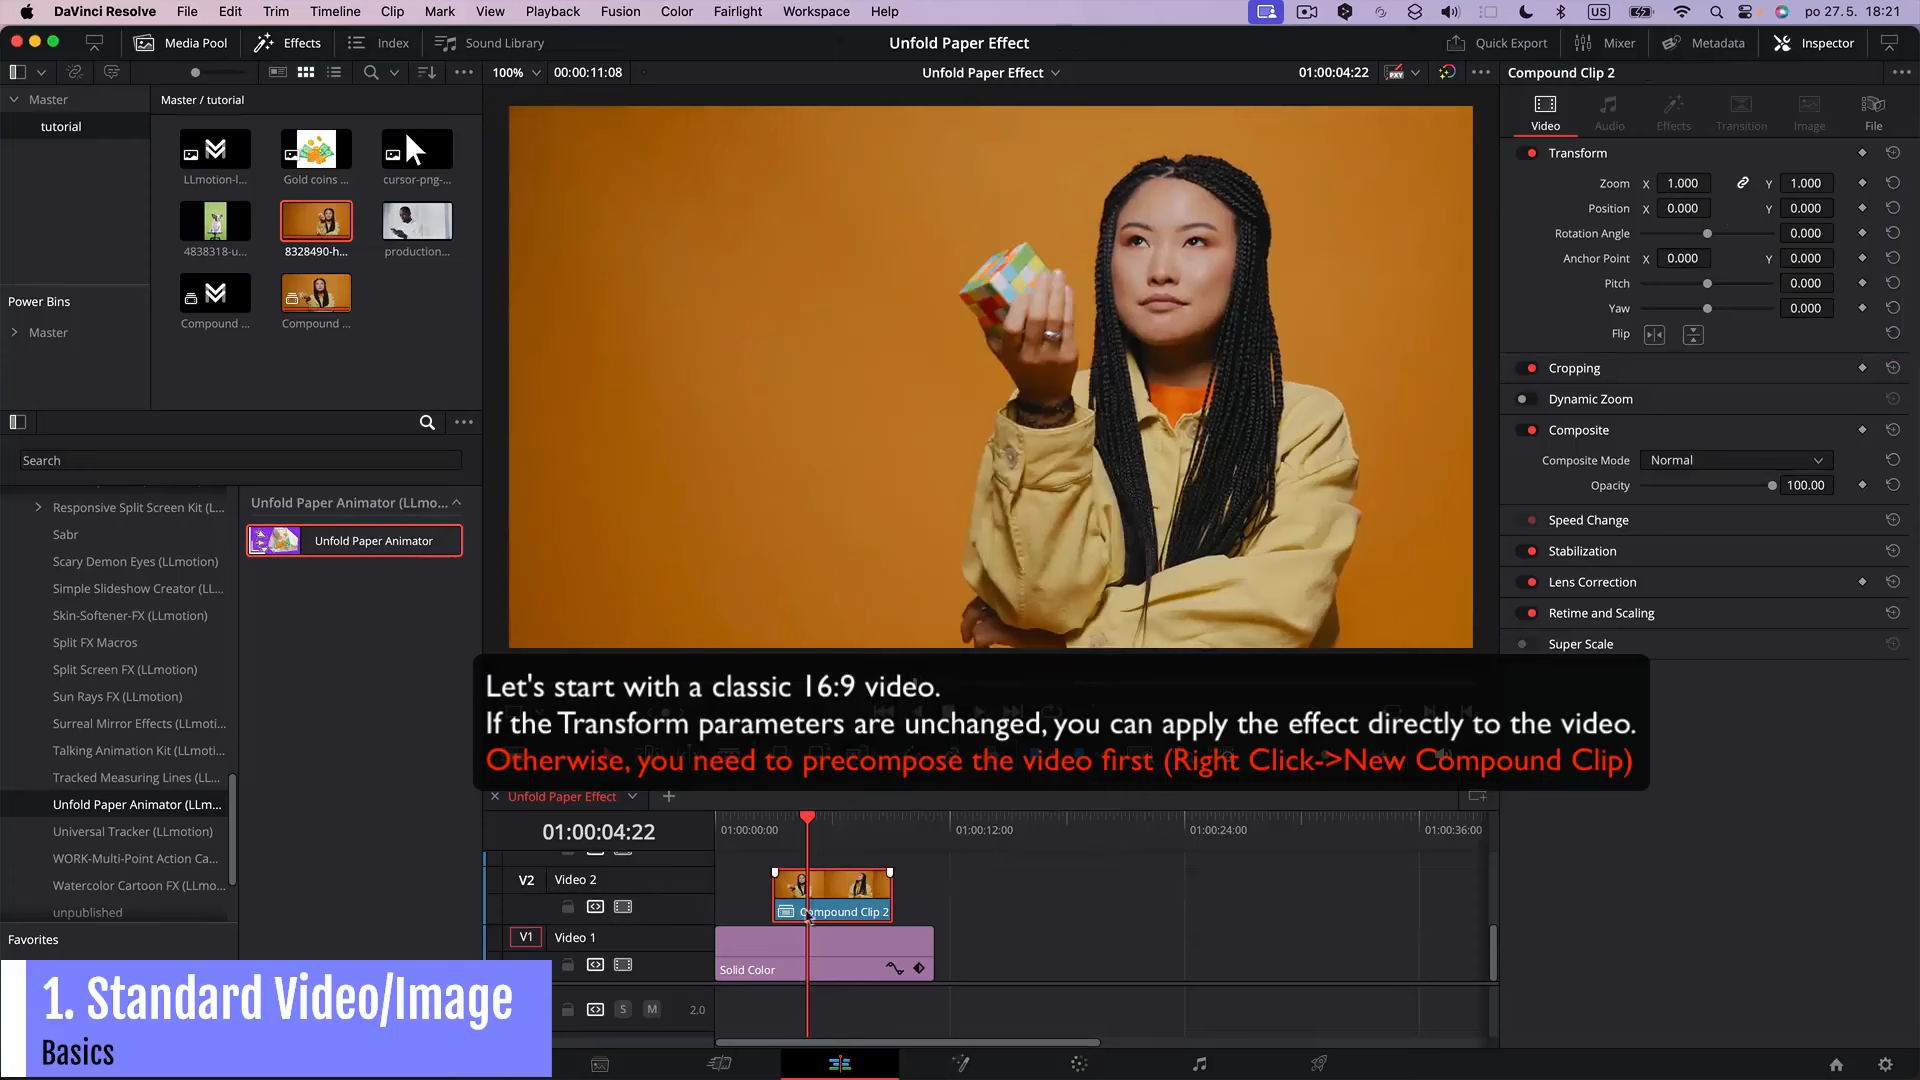 DaVinci Resolve File Edit Trim Timeline Clip Mark View Playback Fusion Color Fairlight Workspace Help US po 27.5. 18:21
Media Pool Effects Index Sound Library Unfold Paper Effect Quick Export Mixer Metadata Inspector
100% 00:00:11:08 Unfold Paper Effect 01:00:04:22 Compound Clip 2
Master
tutorial
Power Bins
Master
Master / tutorial
LLmotion-l... Gold coins ... cursor-png-...
4838318-u... 8328490-h... production...
Compound ... Compound ...
Search
Responsive Split Screen Kit (L...
Sabr
Scary Demon Eyes (LLmotion)
Simple Slideshow Creator (LL...
Skin-Softener-FX (LLmotion)
Split FX Macros
Split Screen FX (LLmotion)
Sun Rays FX (LLmotion)
Surreal Mirror Effects (LLmoti...
Talking Animation Kit (LLmoti...
Tracked Measuring Lines (LL...
Unfold Paper Animator (LLm...
Universal Tracker (LLmotion)
WORK-Multi-Point Action Ca...
Watercolor Cartoon FX (LLmo...
unpublished
Favorites
Unfold Paper Animator (LLmo...
Unfold Paper Animator
Video Audio Effects Transition Image File
Transform
Zoom X 1.000 Y 1.000
Position X 0.000 Y 0.000
Rotation Angle 0.000
Anchor Point X 0.000 Y 0.000
Pitch 0.000
Yaw 0.000
Flip
Cropping
Dynamic Zoom
Composite
Composite Mode Normal
Opacity 100.00
Speed Change
Stabilization
Lens Correction
Retime and Scaling
Super Scale
Let's start with a classic 16:9 video.
If the Transform parameters are unchanged, you can apply the effect directly to the video.
Otherwise, you need to precompose the video first (Right Click->New Compound Clip)
Unfold Paper Effect
01:00:04:22 01:00:00:00 01:00:12:00 01:00:24:00 01:00:36:00
V2 Video 2
Compound Clip 2
V1 Video 1
Solid Color
S M 2.0
1. Standard Video/Image
Basics